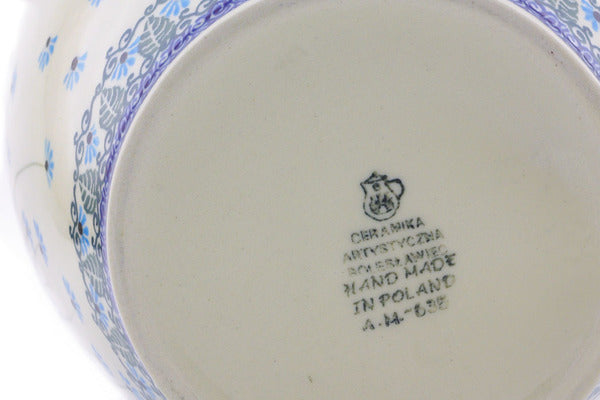 CERAMIKA
ARTYSTYCZNA
BOLESŁAWIEC
HAND MADE
IN POLAND